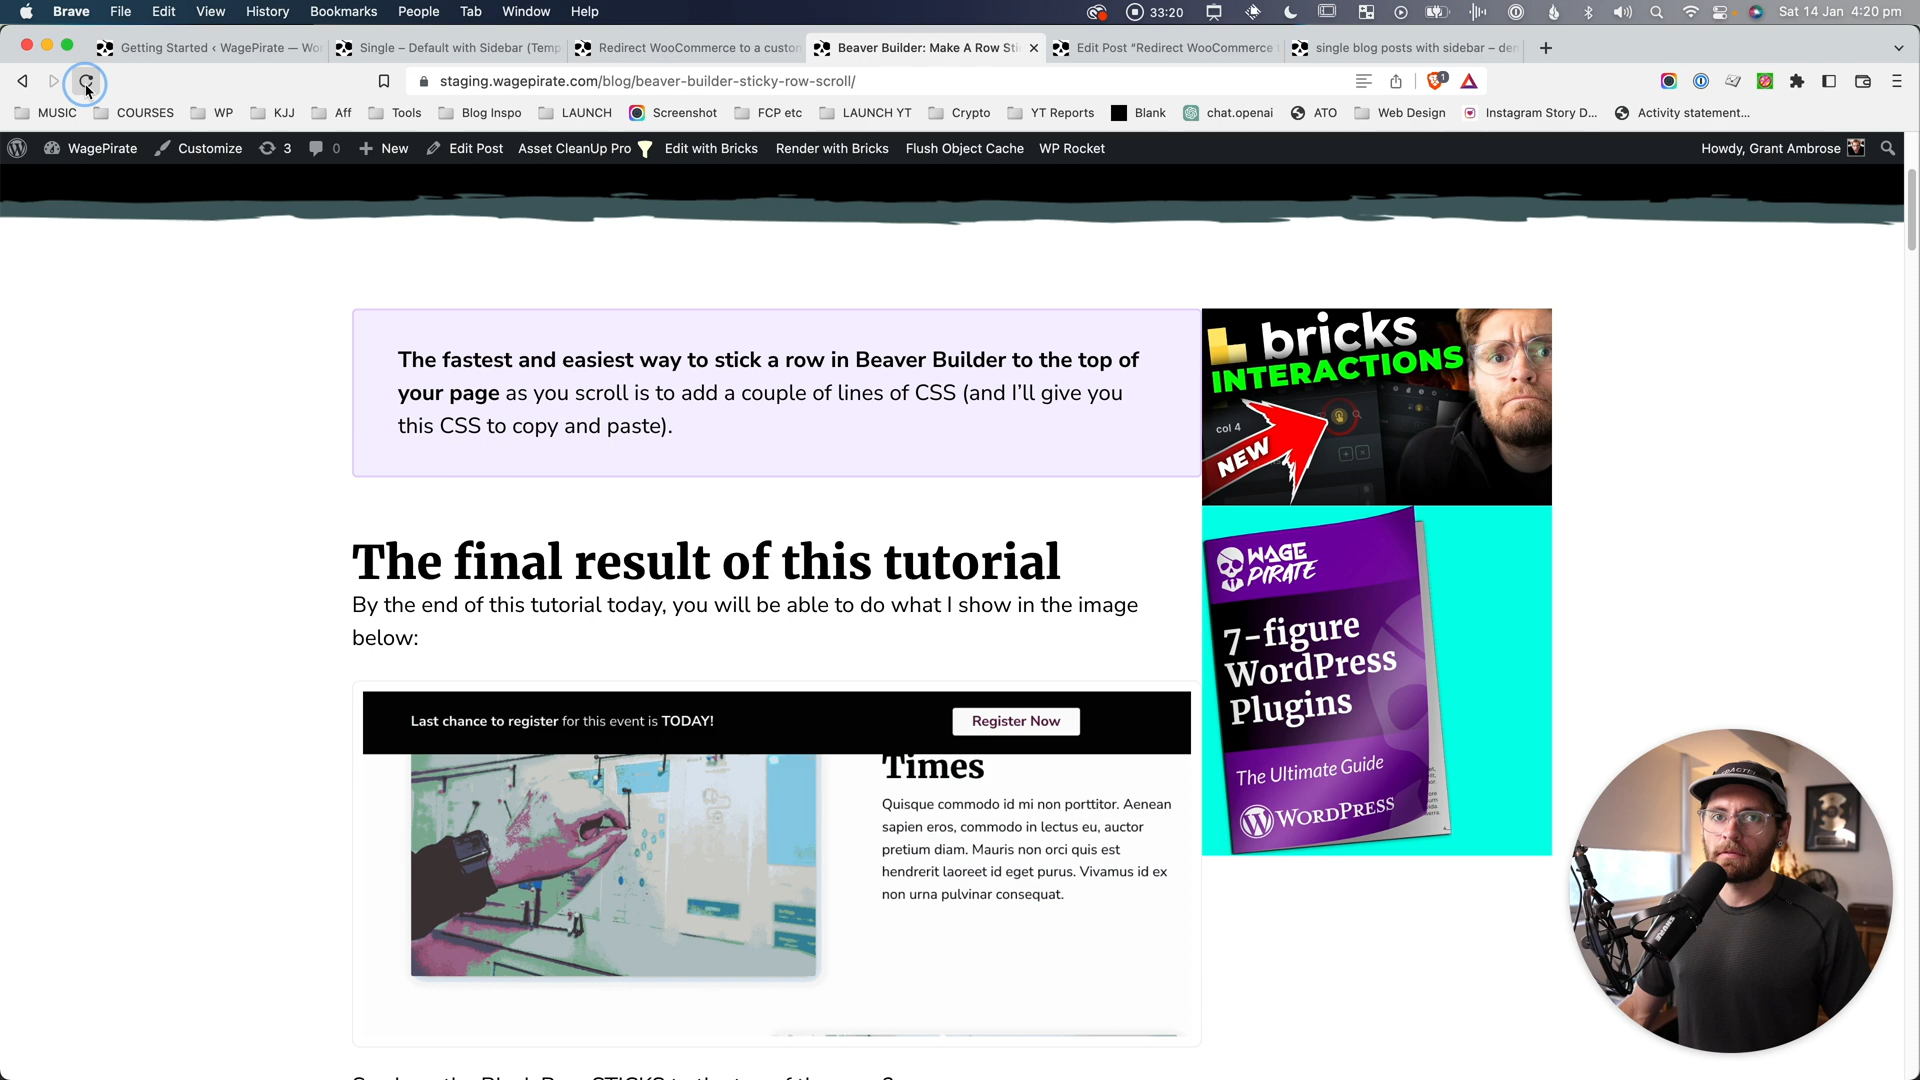 Brave File Edit View History Bookmarks People Tab Window Help 33:20 Sat 14 Jan 4:20 pm
Getting Started ‹ WagePirate — Wo Single – Default with Sidebar (Temp Redirect WooCommerce to a custom Beaver Builder: Make A Row Sti Edit Post “Redirect WooCommerce single blog posts with sidebar – den
staging.wagepirate.com/blog/beaver-builder-sticky-row-scroll/ 1
MUSIC COURSES WP KJJ Aff Tools Blog Inspo LAUNCH Screenshot FCP etc LAUNCH YT Crypto YT Reports Blank chat.openai ATO Web Design Instagram Story D... Activity statement...
WagePirate Customize 3 0 New Edit Post Asset CleanUp Pro Edit with Bricks Render with Bricks Flush Object Cache WP Rocket Howdy, Grant Ambrose
The fastest and easiest way to stick a row in Beaver Builder to the top of
your page as you scroll is to add a couple of lines of CSS (and I’ll give you
this CSS to copy and paste).
bricks
INTERACTIONS
col 4
NEW
The final result of this tutorial
By the end of this tutorial today, you will be able to do what I show in the image
below:
Last chance to register for this event is TODAY!
Register Now
Times
Quisque commodo id mi non porttitor. Aenean
sapien eros, commodo in lectus eu, auctor
pretium diam. Mauris non orci quis est
hendrerit laoreet id eget purus. Vivamus id ex
non urna pulvinar consequat.
WAGE
PIRATE
7-figure
WordPress
Plugins
The Ultimate Guide
WORDPRESS
SHURE